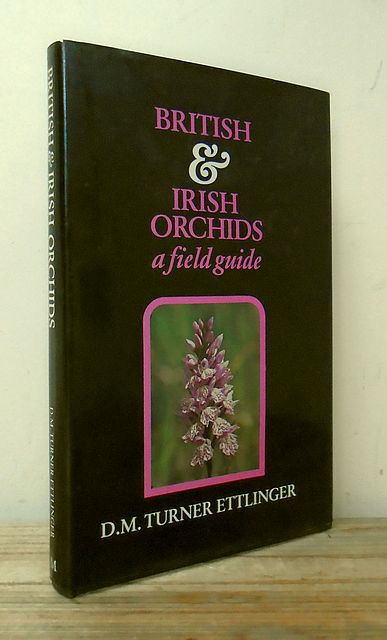 BRITISH
&
IRISH
ORCHIDS
a field guide
D.M. TURNER ETTLINGER
BRITISH & IRISH ORCHIDS
D.M. TURNER ETTLINGER
M